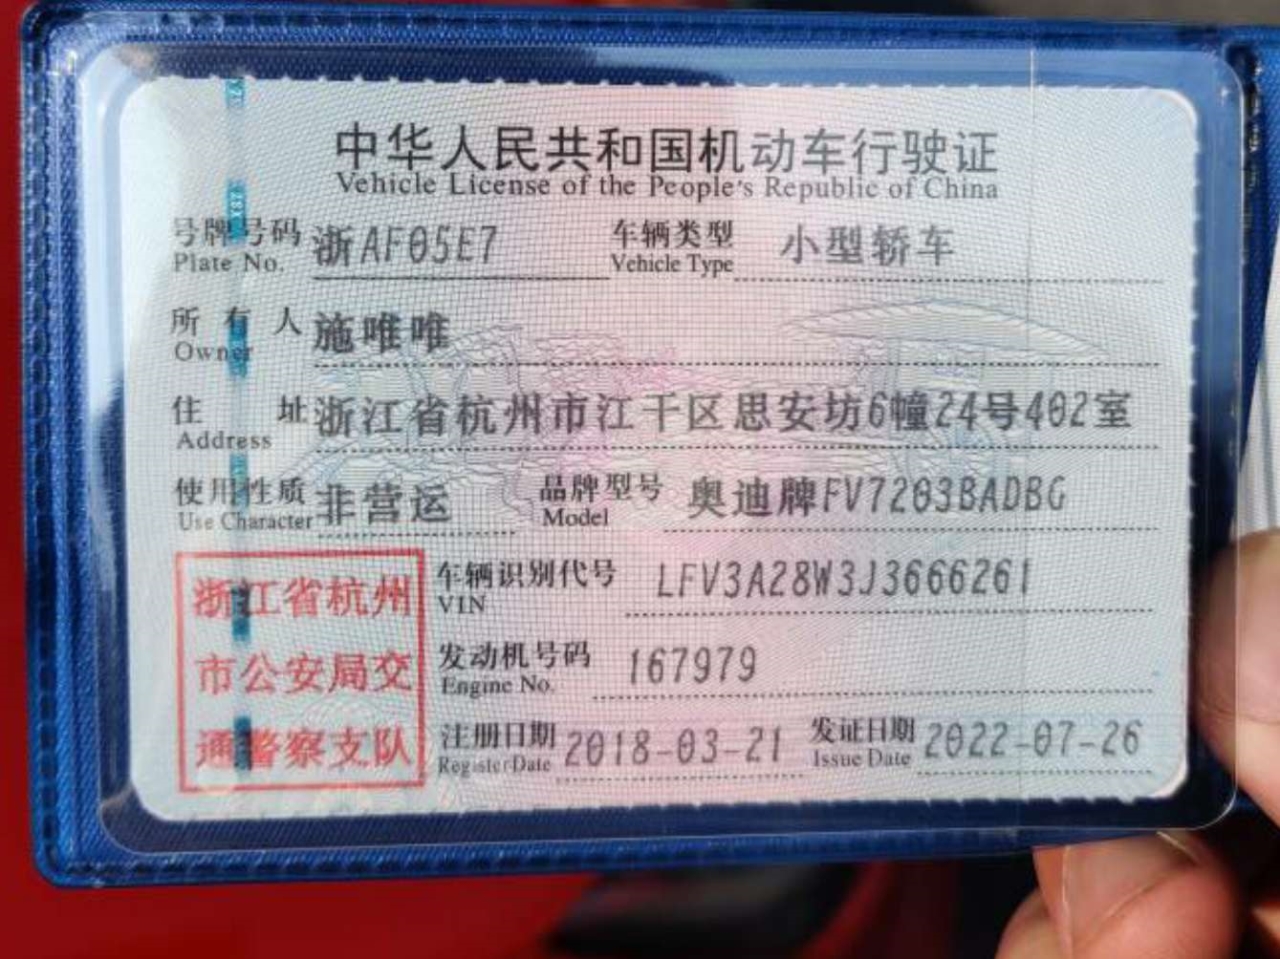 中华人民共和国机动车行驶证
Vehicle License of the People's Republic of China
号牌号码 浙AF05E7 车辆类型 小型轿车
Plate No. Vehicle Type
所有人 施唯唯
Owner
住址 浙江省杭州市江干区思安坊6幢24号402室
Address
使用性质 非营运 品牌型号 奥迪牌FV7203BADBG
Use Character Model
浙江省杭州
市公安局交
通警察支队
车辆识别代号 LFV3A28W3J3666261
VIN
发动机号码 167979
Engine No.
注册日期 2018-03-21 发证日期 2022-07-26
Register Date Issue Date